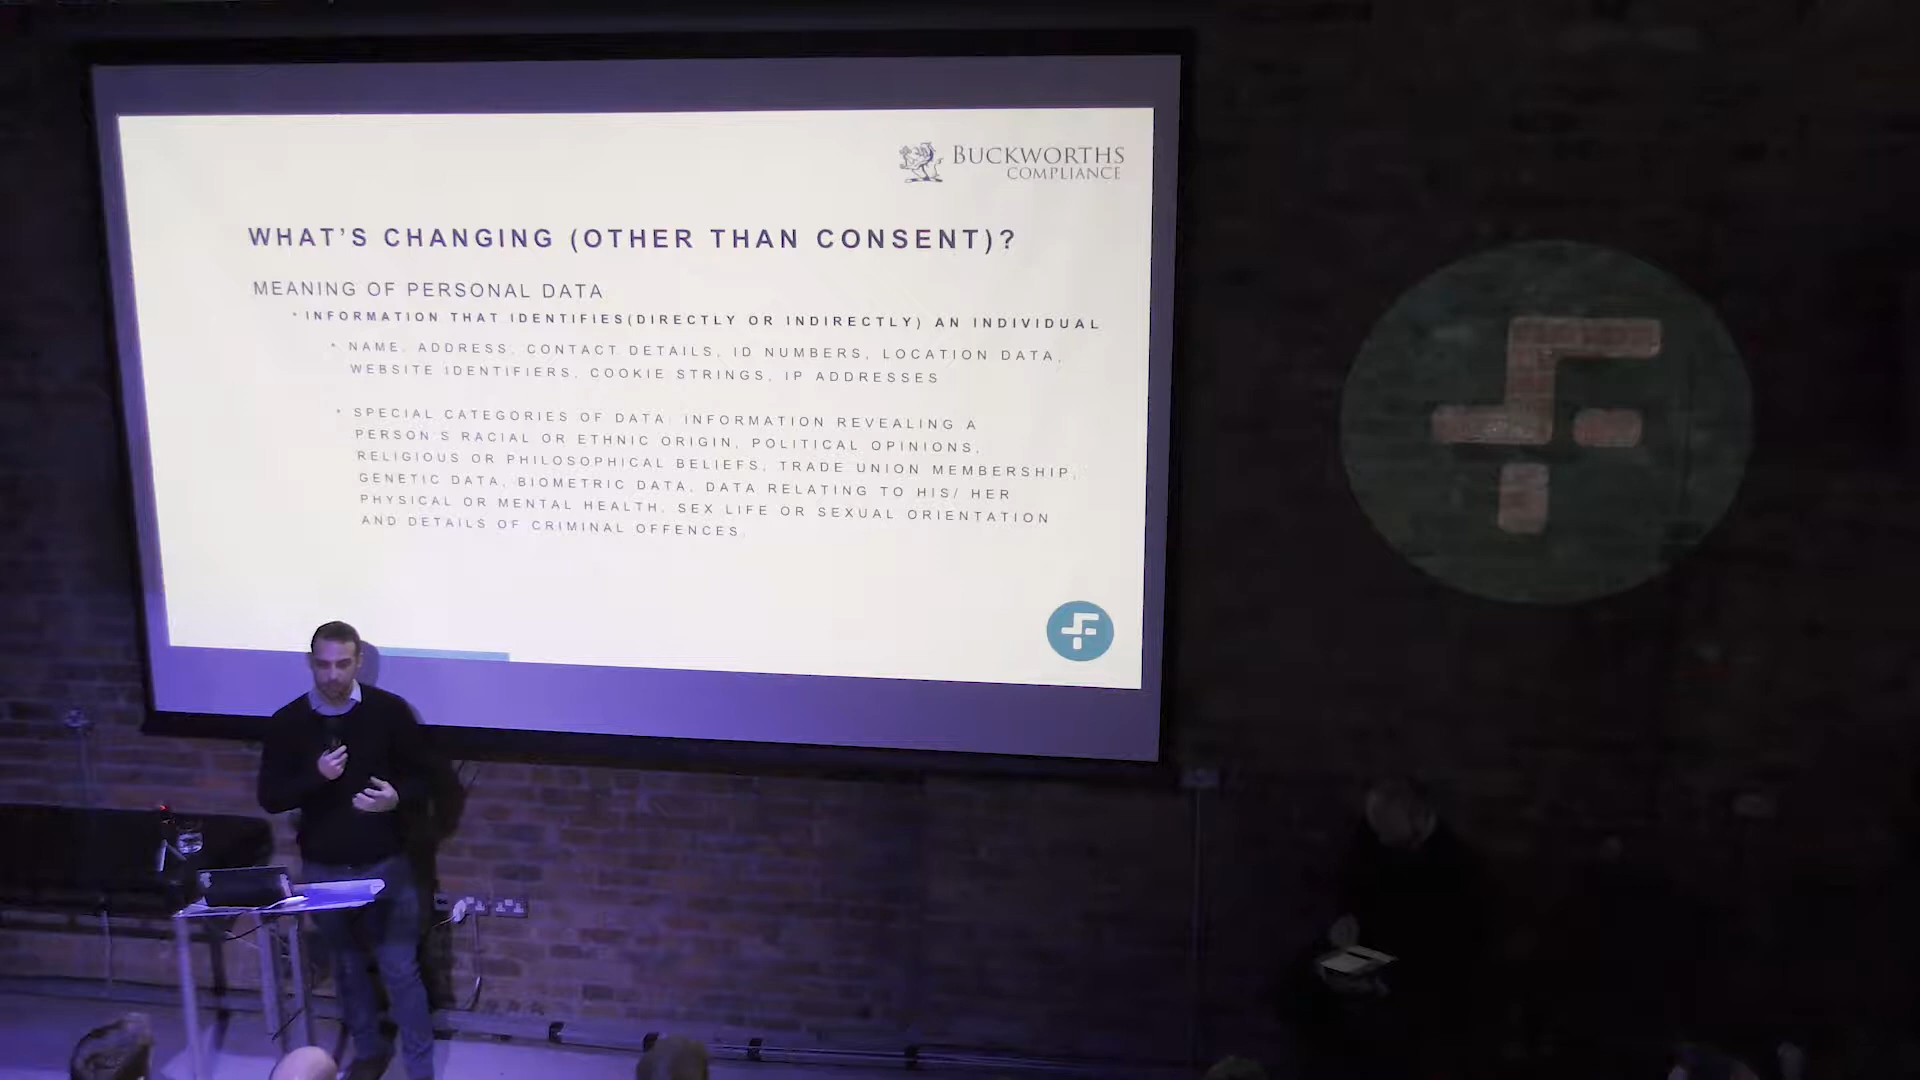 BUCKWORTHS
COMPLIANCE
WHAT'S CHANGING (OTHER THAN CONSENT)?
MEANING OF PERSONAL DATA
• INFORMATION THAT IDENTIFIES(DIRECTLY OR INDIRECTLY) AN INDIVIDUAL
• NAME, ADDRESS, CONTACT DETAILS, ID NUMBERS, LOCATION DATA,
WEBSITE IDENTIFIERS, COOKIE STRINGS, IP ADDRESSES
• SPECIAL CATEGORIES OF DATA: INFORMATION REVEALING A
PERSON'S RACIAL OR ETHNIC ORIGIN, POLITICAL OPINIONS,
RELIGIOUS OR PHILOSOPHICAL BELIEFS, TRADE UNION MEMBERSHIP,
GENETIC DATA, BIOMETRIC DATA, DATA RELATING TO HIS/ HER
PHYSICAL OR MENTAL HEALTH, SEX LIFE OR SEXUAL ORIENTATION
AND DETAILS OF CRIMINAL OFFENCES.